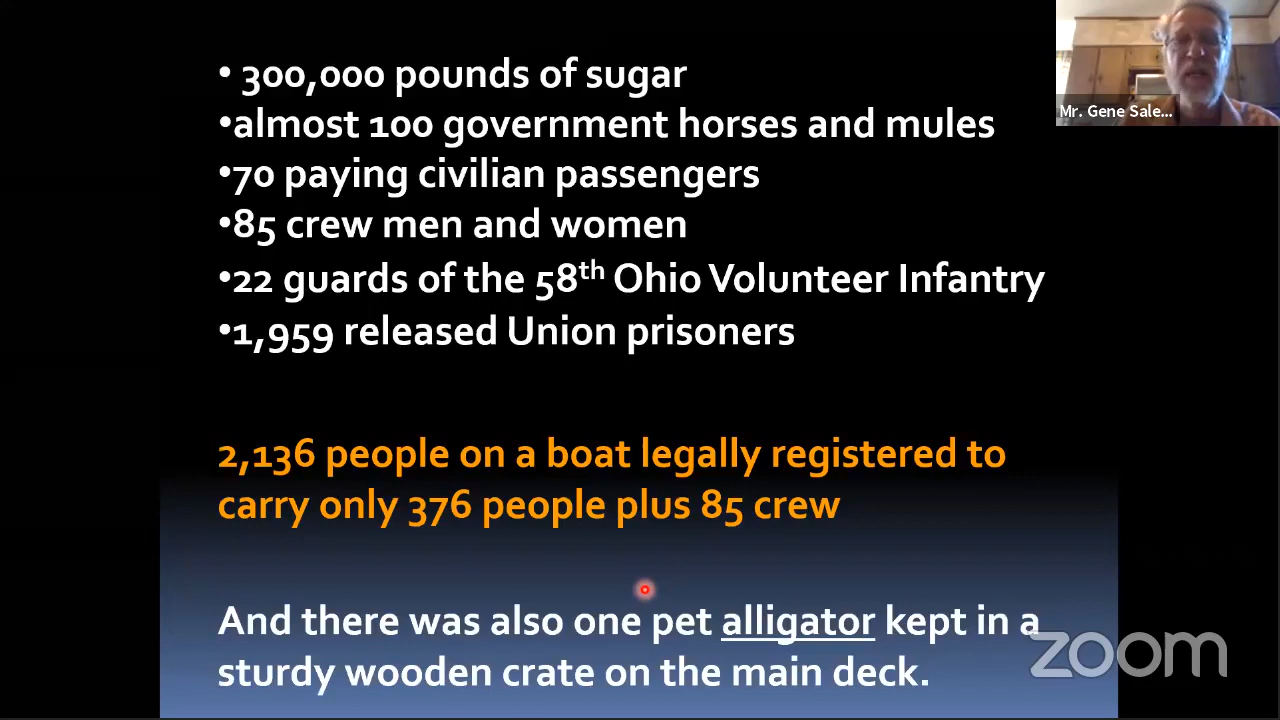 • 300,000 pounds of sugar
•almost 100 government horses and mules
•70 paying civilian passengers
•85 crew men and women
•22 guards of the 58th Ohio Volunteer Infantry
•1,959 released Union prisoners
2,136 people on a boat legally registered to
carry only 376 people plus 85 crew
And there was also one pet alligator kept in a
sturdy wooden crate on the main deck.
Mr. Gene Sale...
zoom